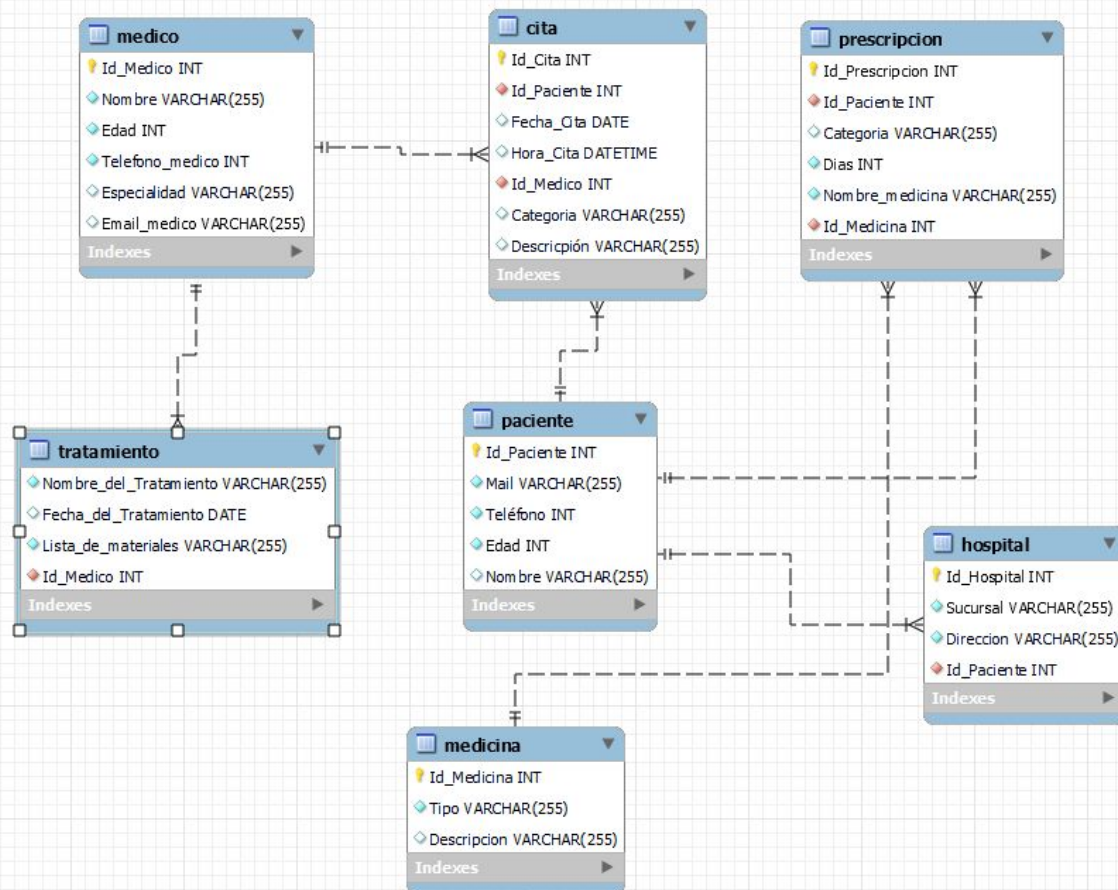 medico
Id_Medico INT
Nombre VARCHAR(255)
Edad INT
Telefono_medico INT
Especialidad VARCHAR(255)
Email_medico VARCHAR(255)
Indexes
cita
Id_Cita INT
Id_Paciente INT
Fecha_Cita DATE
Hora_Cita DATETIME
Id_Medico INT
Categoria VARCHAR(255)
Descricpión VARCHAR(255)
Indexes
prescripcion
Id_Prescripcion INT
Id_Paciente INT
Categoria VARCHAR(255)
Dias INT
Nombre_medicina VARCHAR(255)
Id_Medicina INT
Indexes
tratamiento
Nombre_del_Tratamiento VARCHAR(255)
Fecha_del_Tratamiento DATE
Lista_de_materiales VARCHAR(255)
Id_Medico INT
Indexes
paciente
Id_Paciente INT
Mail VARCHAR(255)
Teléfono INT
Edad INT
Nombre VARCHAR(255)
Indexes
hospital
Id_Hospital INT
Sucursal VARCHAR(255)
Direccion VARCHAR(255)
Id_Paciente INT
Indexes
medicina
Id_Medicina INT
Tipo VARCHAR(255)
Descripcion VARCHAR(255)
Indexes